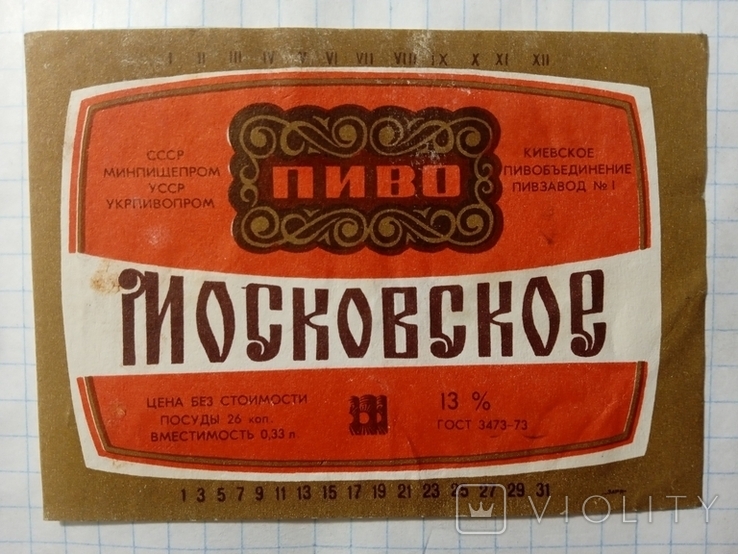 I II III IV V VI VII VIII IX X XI XII
СССР
МИНПИЩЕПРОМ
УССР
УКРПИВОПРОМ
ПИВО
КИЕВСКОЕ
ПИВОБЪЕДИНЕНИЕ
ПИВЗАВОД № 1
МОСКОВСКОЕ
ЦЕНА БЕЗ СТОИМОСТИ
ПОСУДЫ 26 коп.
ВМЕСТИМОСТЬ 0,33 л.
13 %
ГОСТ 3473-73
1 3 5 7 9 11 13 15 17 19 21 23 25 27 29 31
VIOLITY